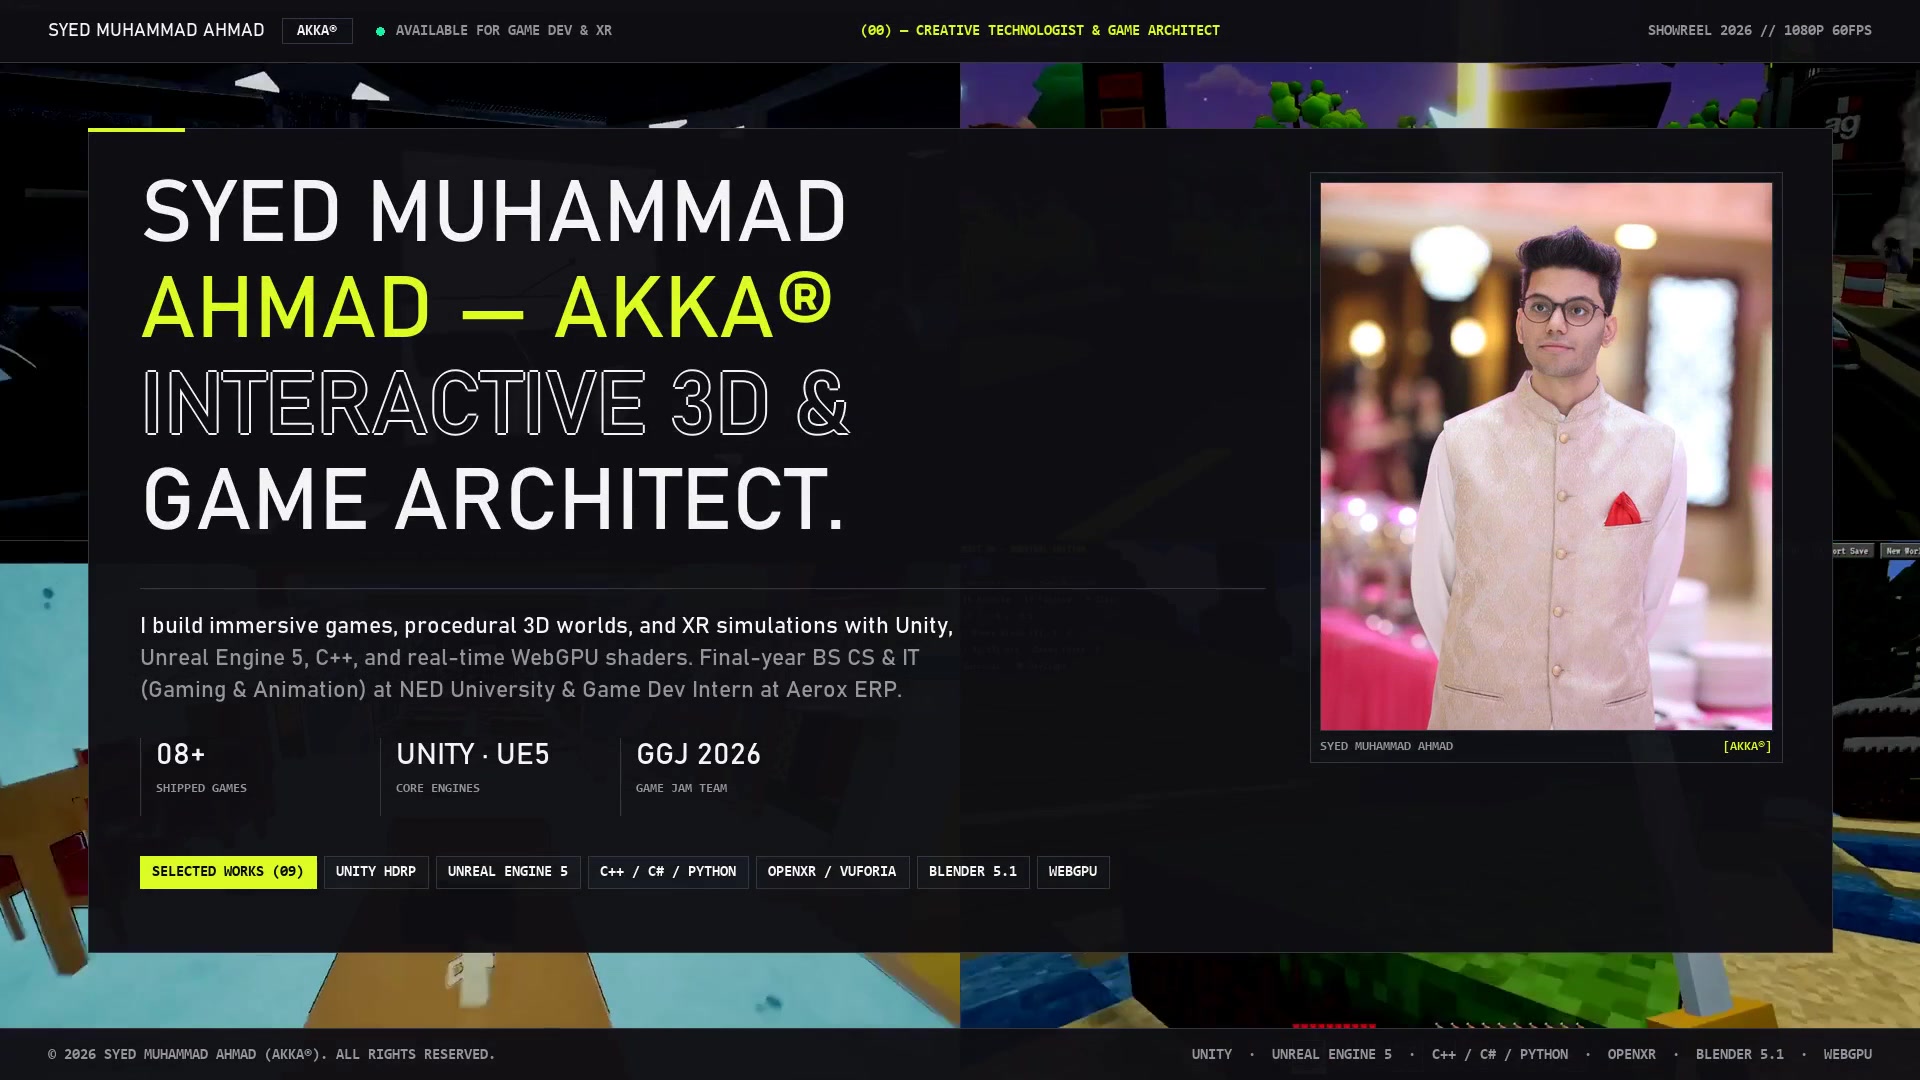 SYED MUHAMMAD AHMAD AKKA® AVAILABLE FOR GAME DEV & XR (00) — CREATIVE TECHNOLOGIST & GAME ARCHITECT SHOWREEL 2026 // 1080P 60FPS
ag
SYED MUHAMMAD
AHMAD — AKKA®
INTERACTIVE 3D &
GAME ARCHITECT.
ort Save New Wor
I build immersive games, procedural 3D worlds, and XR simulations with Unity,
Unreal Engine 5, C++, and real-time WebGPU shaders. Final-year BS CS & IT
(Gaming & Animation) at NED University & Game Dev Intern at Aerox ERP.
SYED MUHAMMAD AHMAD [AKKA®]
08+ UNITY · UE5 GGJ 2026
SHIPPED GAMES CORE ENGINES GAME JAM TEAM
SELECTED WORKS (09) UNITY HDRP UNREAL ENGINE 5 C++ / C# / PYTHON OPENXR / VUFORIA BLENDER 5.1 WEBGPU
© 2026 SYED MUHAMMAD AHMAD (AKKA®). ALL RIGHTS RESERVED. UNITY · UNREAL ENGINE 5 · C++ / C# / PYTHON · OPENXR · BLENDER 5.1 · WEBGPU